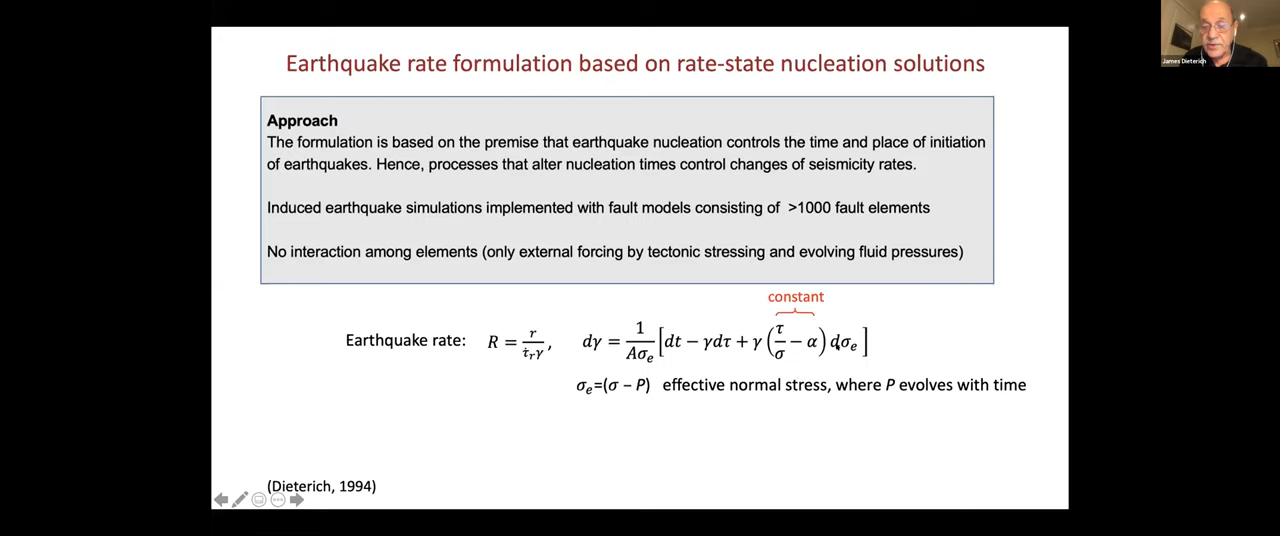 James Dieterich
Earthquake rate formulation based on rate-state nucleation solutions
Approach
The formulation is based on the premise that earthquake nucleation controls the time and place of initiation
of earthquakes. Hence, processes that alter nucleation times control changes of seismicity rates.
Induced earthquake simulations implemented with fault models consisting of >1000 fault elements
No interaction among elements (only external forcing by tectonic stressing and evolving fluid pressures)
constant
Earthquake rate: R = r/(τ̇ᵣγ), dγ = 1/(Aσₑ) [dt − γdτ + γ (τ/σ − α) dσₑ]
σₑ=(σ − P) effective normal stress, where P evolves with time
(Dieterich, 1994)